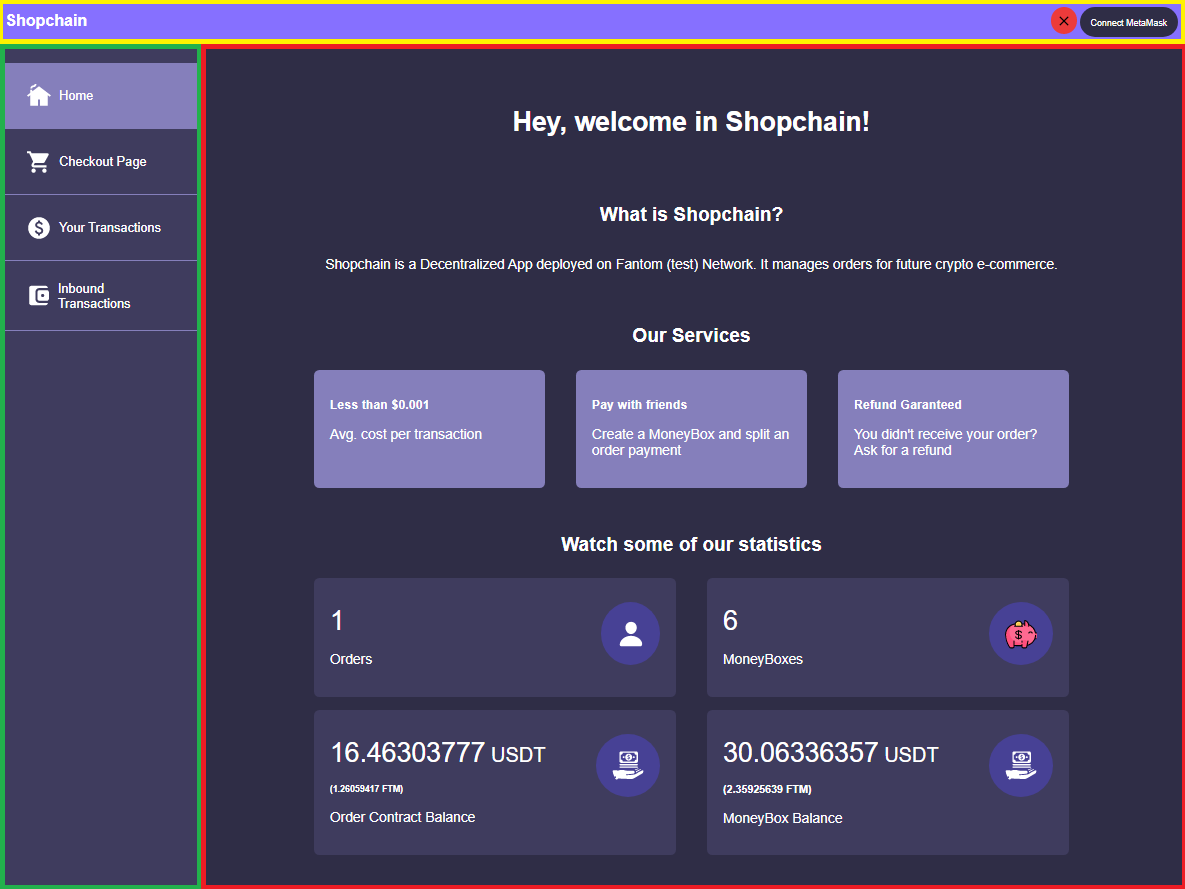 Shopchain
Connect MetaMask
Home
Checkout Page
Your Transactions
Inbound
Transactions
Hey, welcome in Shopchain!
What is Shopchain?
Shopchain is a Decentralized App deployed on Fantom (test) Network. It manages orders for future crypto e-commerce.
Our Services
Less than $0.001
Avg. cost per transaction
Pay with friends
Create a MoneyBox and split an
order payment
Refund Garanteed
You didn't receive your order?
Ask for a refund
Watch some of our statistics
1
Orders
6
MoneyBoxes
16.46303777 USDT
(1.26059417 FTM)
Order Contract Balance
30.06336357 USDT
(2.35925639 FTM)
MoneyBox Balance